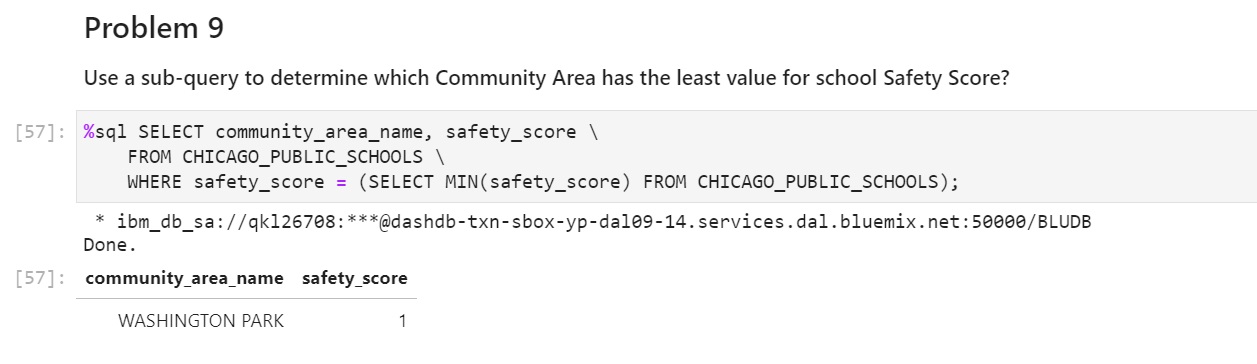 Problem 9
Use a sub-query to determine which Community Area has the least value for school Safety Score?
[57]: %sql SELECT community_area_name, safety_score \
FROM CHICAGO_PUBLIC_SCHOOLS \
WHERE safety_score = (SELECT MIN(safety_score) FROM CHICAGO_PUBLIC_SCHOOLS);
* ibm_db_sa://qkl26708:***@dashdb-txn-sbox-yp-dal09-14.services.dal.bluemix.net:50000/BLUDB
Done.
[57]: community_area_name safety_score
WASHINGTON PARK 1